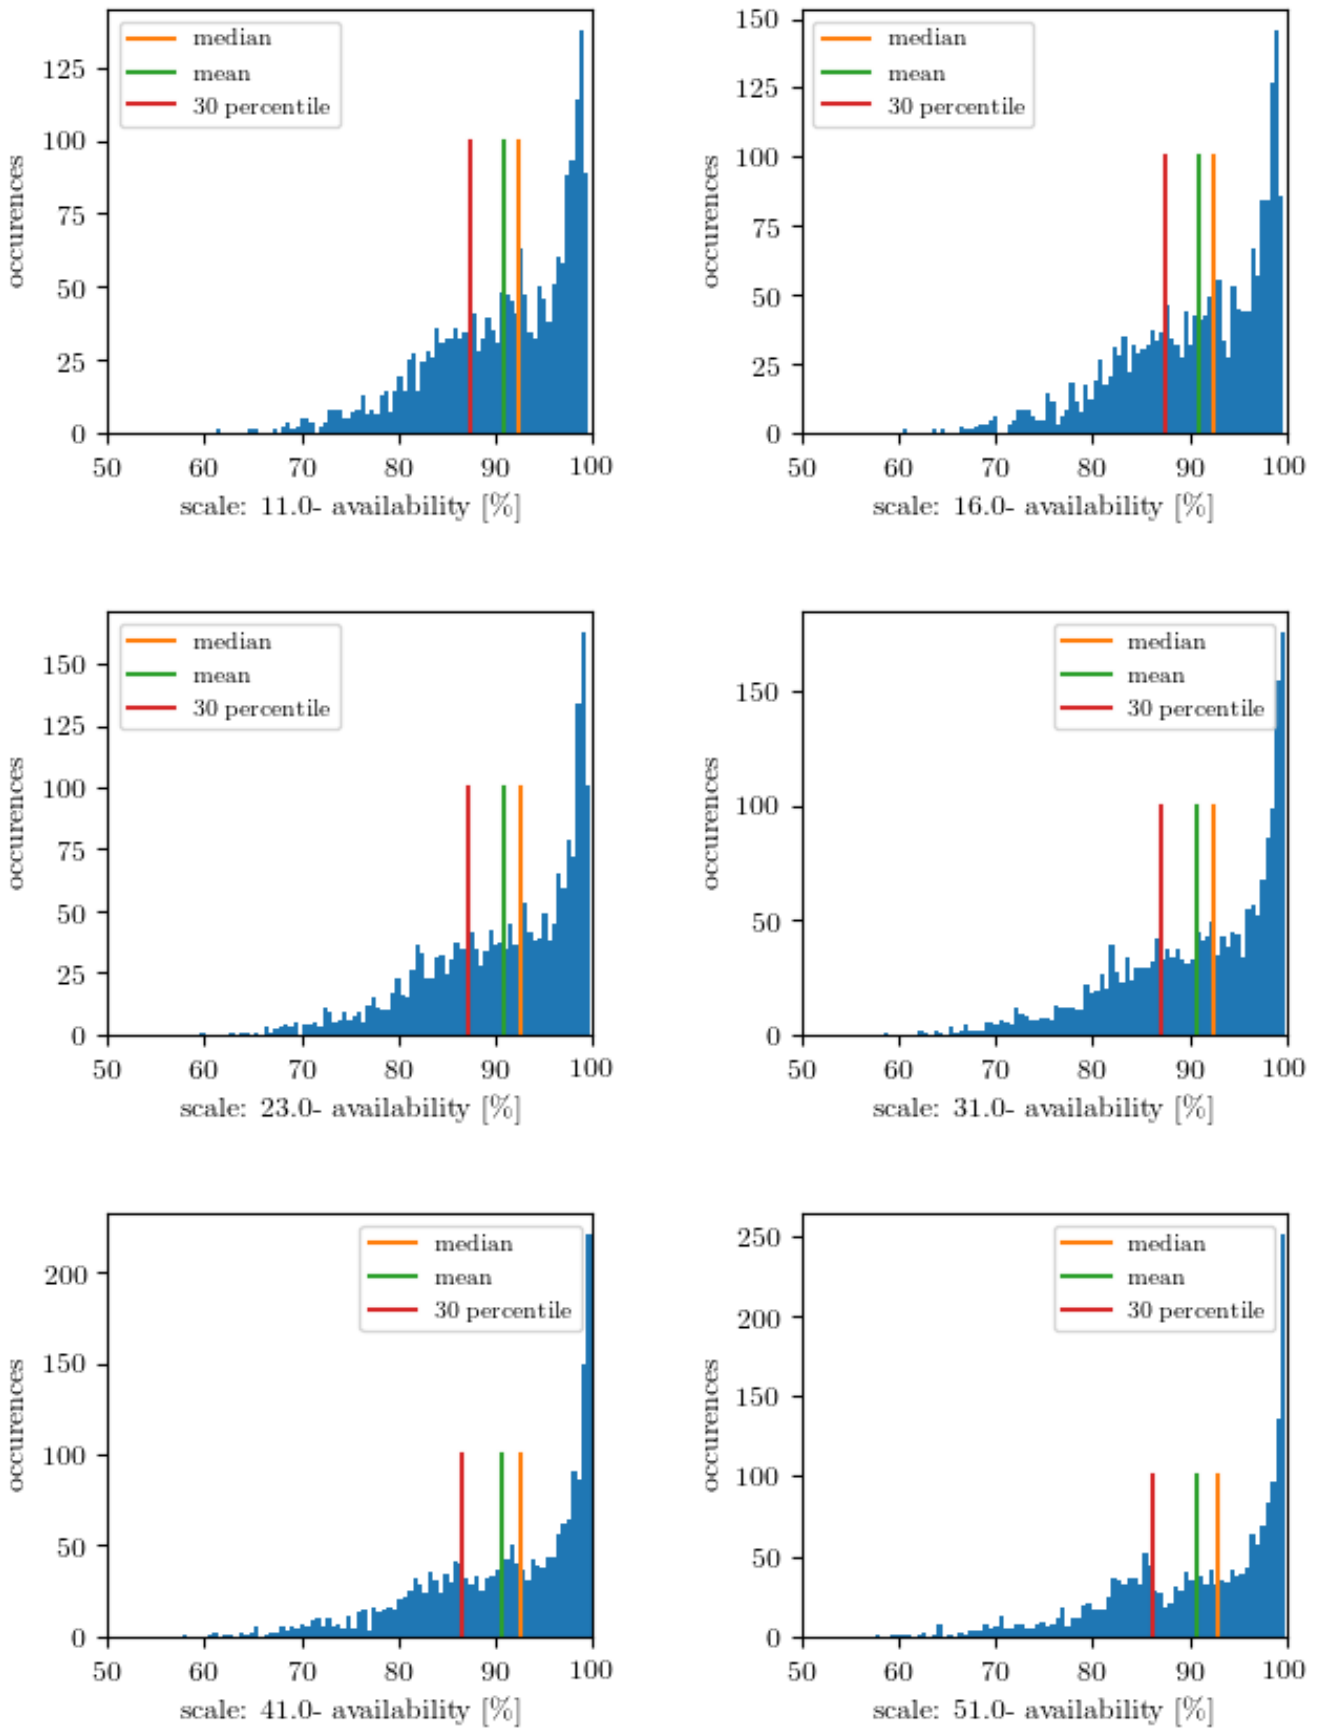 median
mean
30 percentile
125
100
75
50
25
0
occurences
50 60 70 80 90 100
scale: 11.0- availability [%]
median
mean
30 percentile
150
125
100
75
50
25
0
occurences
50 60 70 80 90 100
scale: 16.0- availability [%]
median
mean
30 percentile
150
125
100
75
50
25
0
occurences
50 60 70 80 90 100
scale: 23.0- availability [%]
median
mean
30 percentile
150
100
50
0
occurences
50 60 70 80 90 100
scale: 31.0- availability [%]
median
mean
30 percentile
200
150
100
50
0
occurences
50 60 70 80 90 100
scale: 41.0- availability [%]
median
mean
30 percentile
250
200
150
100
50
0
occurences
50 60 70 80 90 100
scale: 51.0- availability [%]